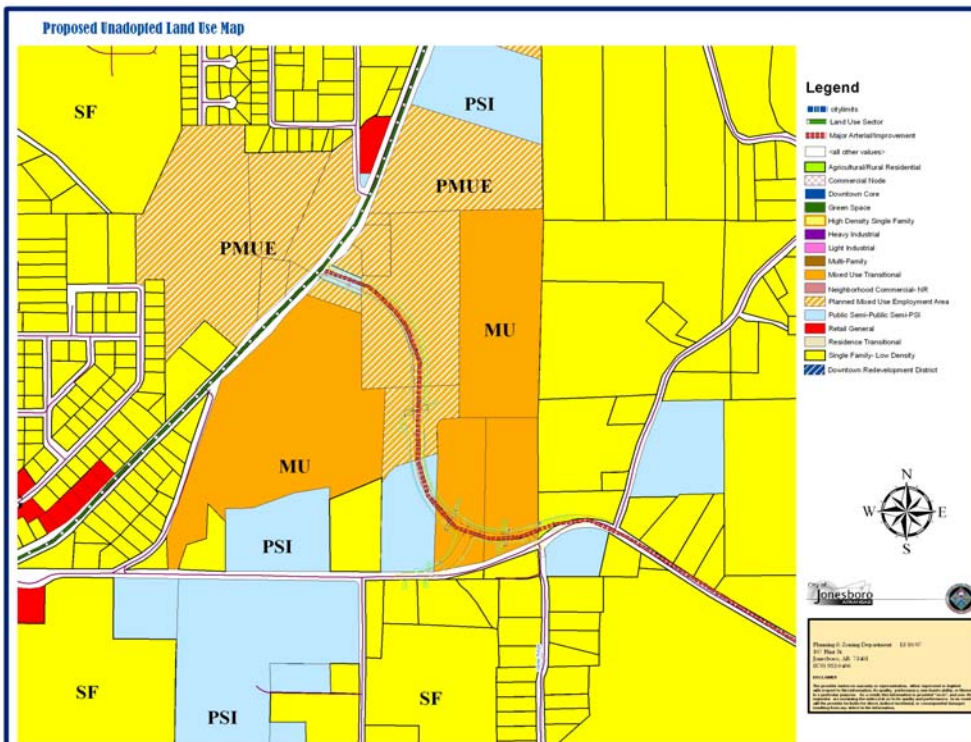 Proposed Unadopted Land Use Map
SF
PSI
PMUE
PMUE
MU
MU
PSI
SF
PSI
SF
Legend
citylimits
Land Use Sector
Major Arterial/Improvement
<all other values>
Agricultural/Rural Residential
Commercial Node
Downtown Core
Green Space
High Density Single Family
Heavy Industrial
Light Industrial
Multi-Family
Mixed Use Transitional
Neighborhood Commercial- NR
Planned Mixed Use Employment Area
Public Semi-Public Semi-PSI
Retail General
Residence Transitional
Single Family- Low Density
Downtown Redevelopment District
N
W E
S
City of
Jonesboro
ARKANSAS
Planning & Zoning Department
Jonesboro, AR
DISCLAIMER